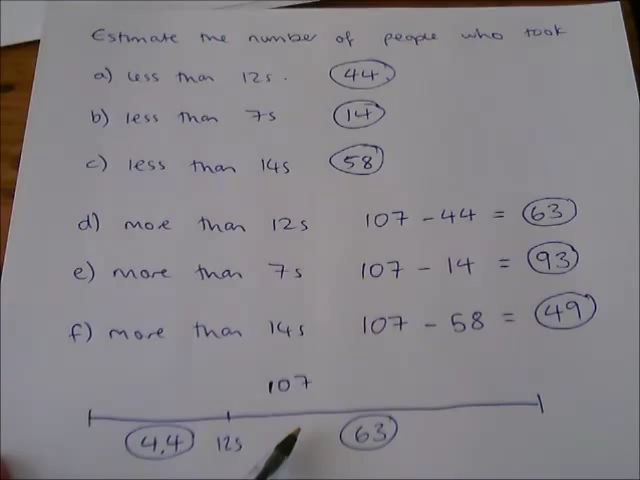 Estimate the number of people who took
a) less than 12s. 44
b) less than 7s 14
c) less than 14s 58
d) more than 12s 107 - 44 = 63
e) more than 7s 107 - 14 = 93
f) more than 14s 107 - 58 = 49
107
44 12s 63